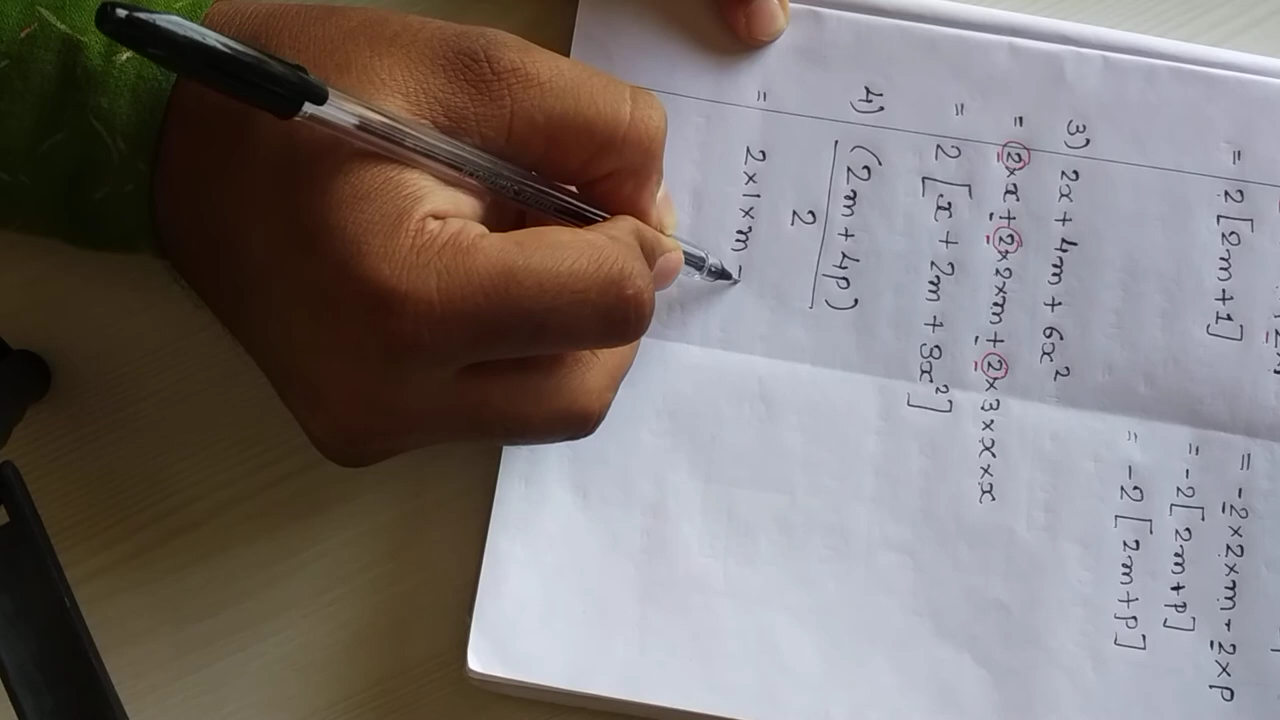 = 2 [2m+1]
= -2×2×m - 2×p
= -2[2m+p]
= -2 [2m+p]
3) 2x + 4m + 6x²
= 2×x + 2×2×m + 2×3×x×x
= 2 [x + 2m + 3x²]
4) (2m + 4p)
2
= 2×1×m